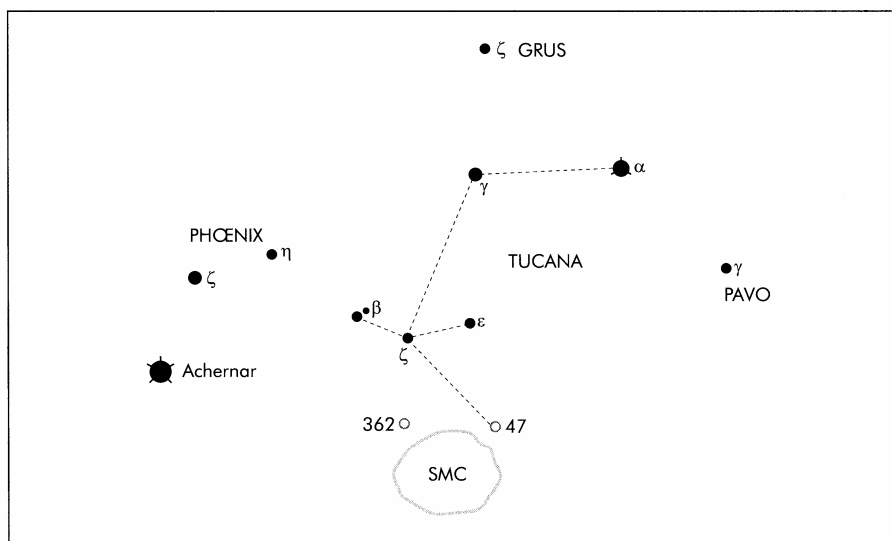 ζ GRUS
α
γ
PHŒNIX
η
ζ
TUCANA
γ
PAVO
β
ε
ζ
Achernar
362
47
SMC